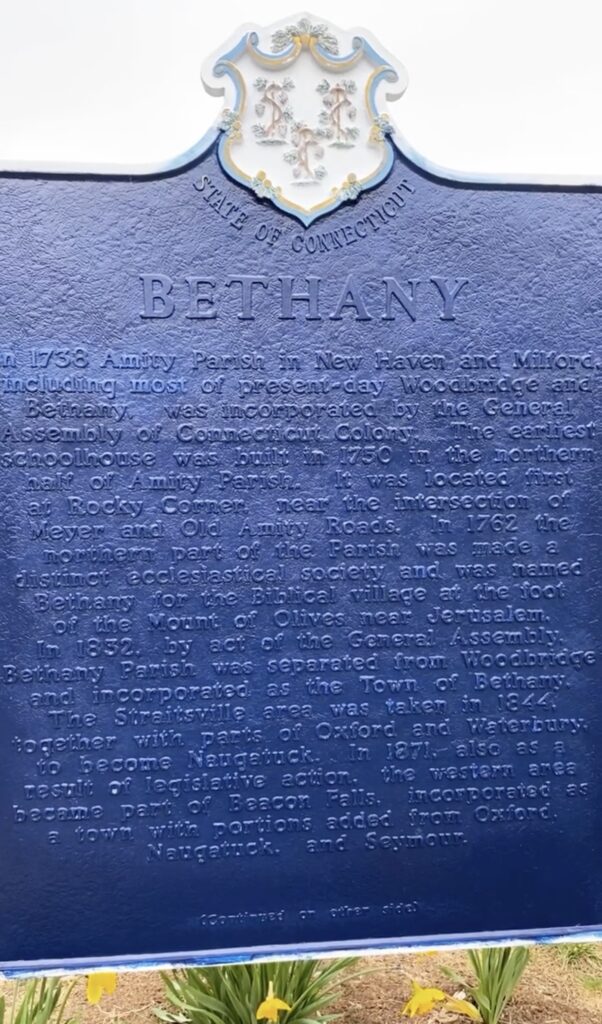 STATE OF CONNECTICUT
BETHANY
In 1738 Amity Parish in New Haven and Milford,
including most of present-day Woodbridge and
Bethany, was incorporated by the General
Assembly of Connecticut Colony. The earliest
schoolhouse was built in 1750 in the northern
half of Amity Parish. It was located first
at Rocky Corner, near the intersection of
Meyer and Old Amity Roads. In 1762 the
northern part of the Parish was made a
distinct ecclesiastical society and was named
Bethany for the Biblical village at the foot
of the Mount of Olives near Jerusalem.
In 1832, by act of the General Assembly,
Bethany Parish was separated from Woodbridge
and incorporated as the Town of Bethany.
The Straitsville area was taken in 1844,
together with parts of Oxford and Waterbury,
to become Naugatuck. In 1871, also as a
result of legislative action, the western area
became part of Beacon Falls, incorporated as
a town with portions added from Oxford,
Naugatuck, and Seymour.
(Continued on other side)